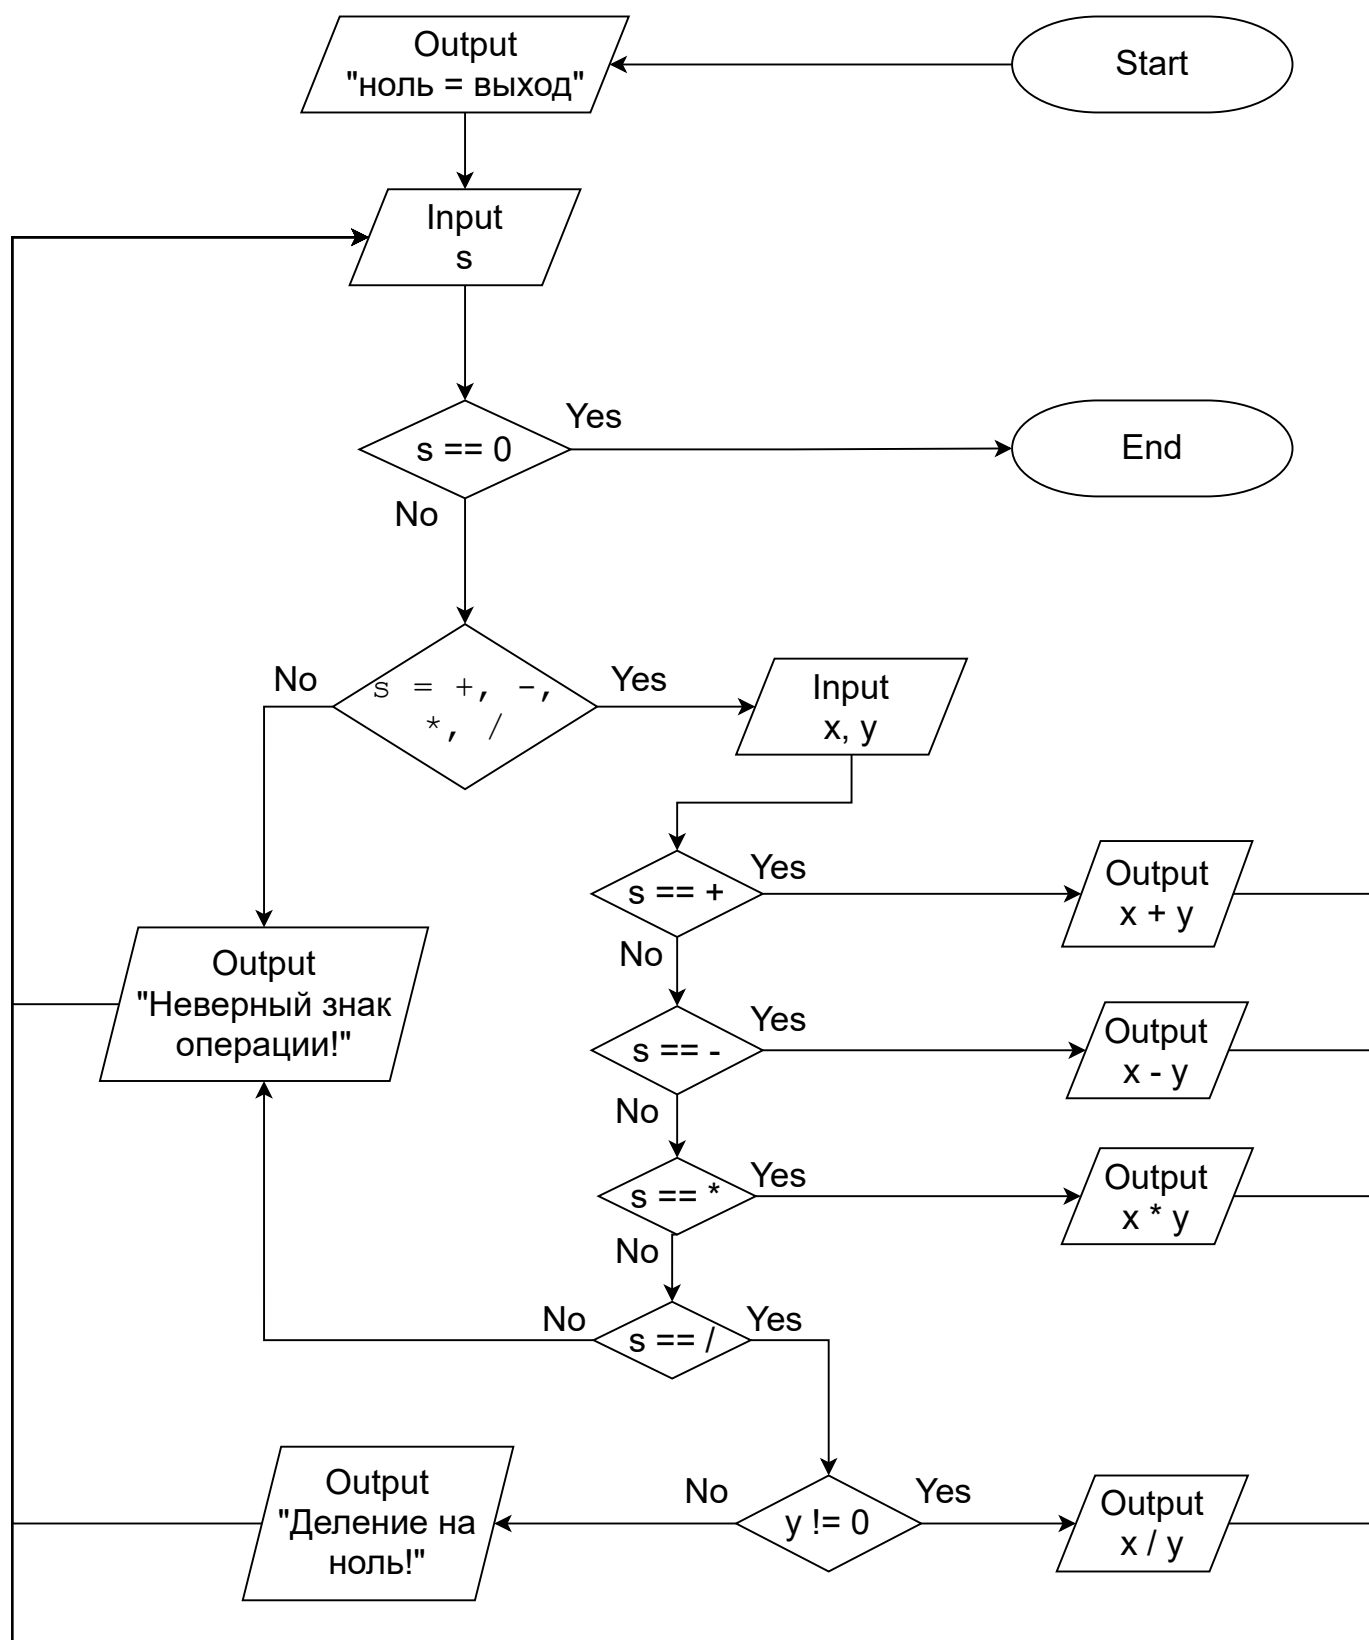 Start
Output
"ноль = выход"
Input
s
s == 0
Yes
End
No
s = +, -,
*, /
No
Yes
Input
x, y
s == +
Yes
Output
x + y
No
Output
"Неверный знак
операции!"
s == -
Yes
Output
x - y
No
s == *
Yes
Output
x * y
No
s == /
No
Yes
y != 0
No
Yes
Output
"Деление на
ноль!"
Output
x / y